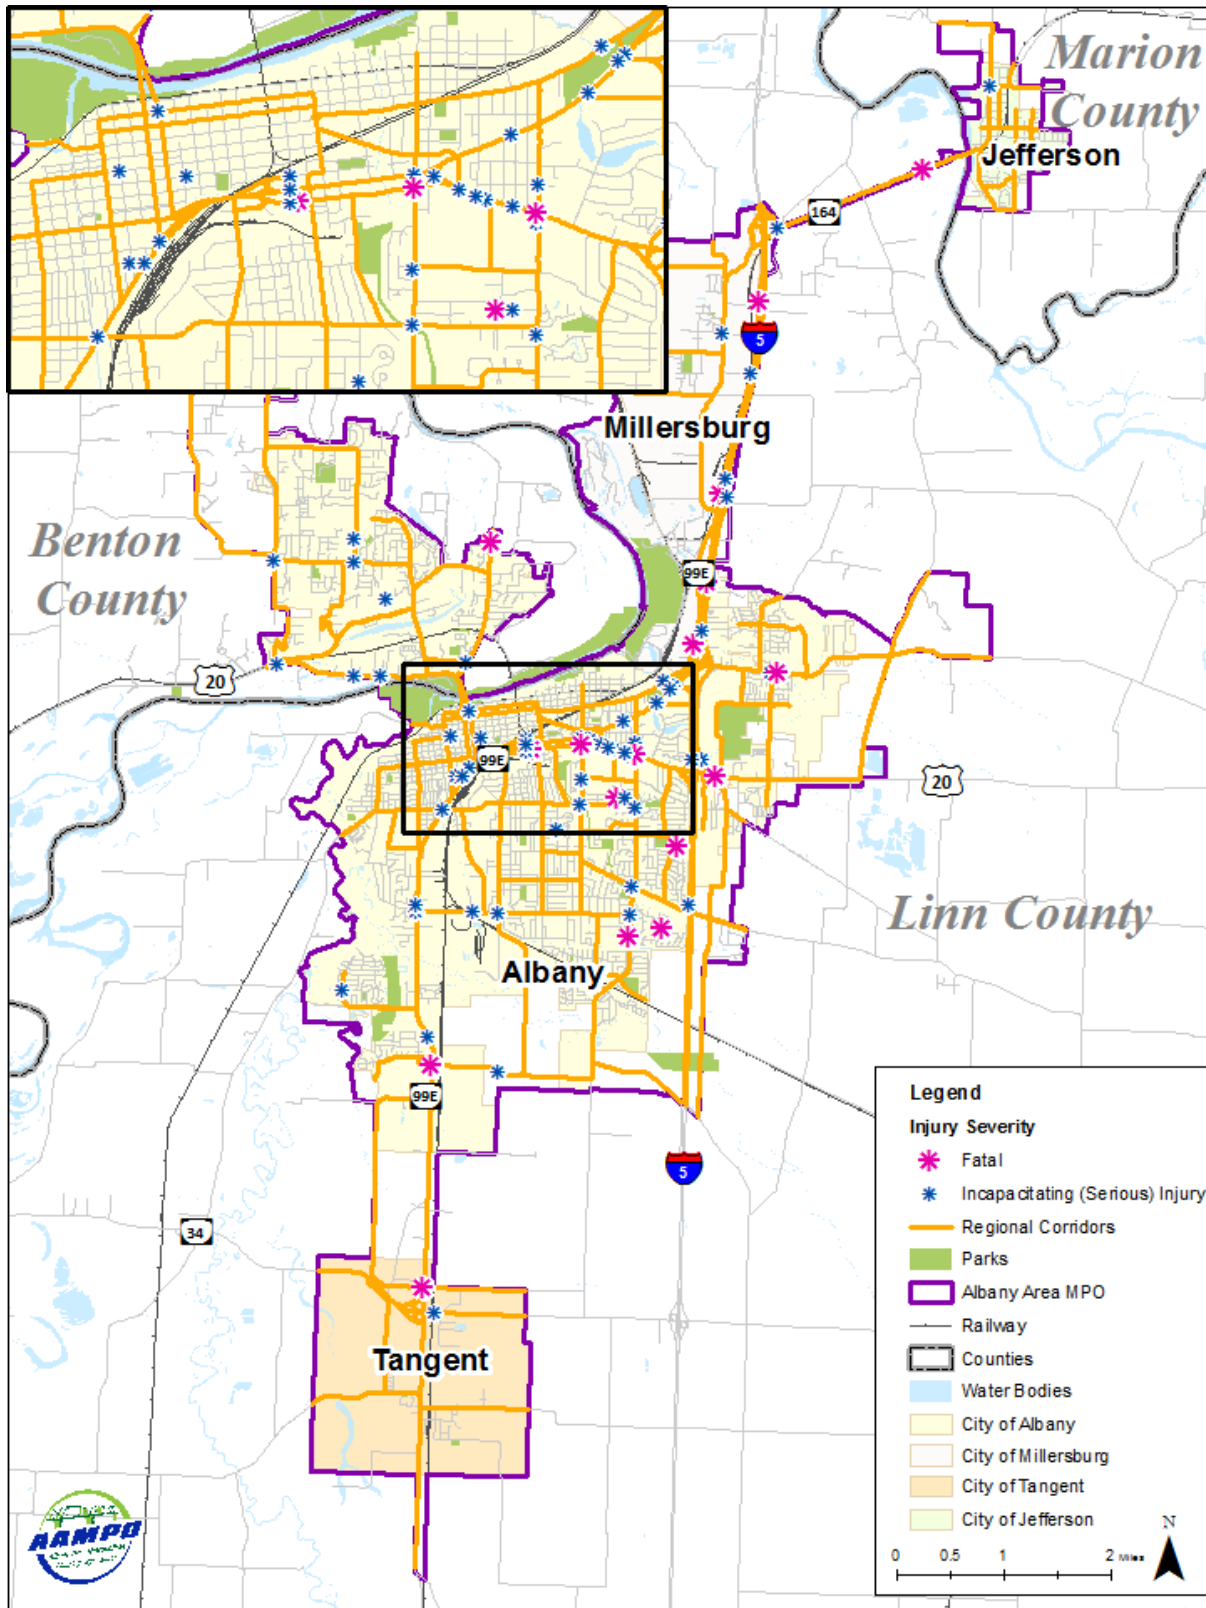 Marion
County
Jefferson
164
5
Millersburg
Benton
County
99E
20
99E
20
Linn County
Albany
99E
5
34
Tangent
AAMPO
Legend
Injury Severity
Fatal
Incapacitating (Serious) Injury
Regional Corridors
Parks
Albany Area MPO
Railway
Counties
Water Bodies
City of Albany
City of Millersburg
City of Tangent
City of Jefferson
N
0 0.5 1 2 Miles